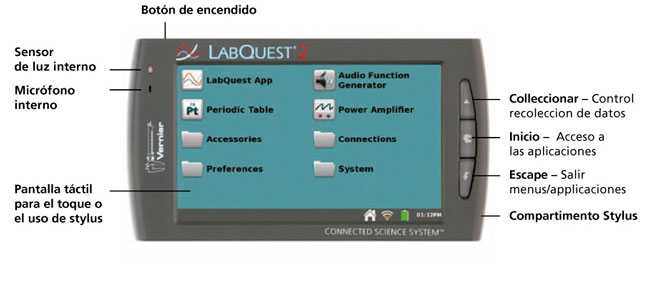 Botón de encendido
Sensor
de luz interno
Micrófono
interno
Pantalla táctil
para el toque o
el uso de stylus
LABQUEST 2
LabQuest App
Audio Function
Generator
Pt
Periodic Table
Power Amplifier
Accessories
Connections
Preferences
System
01:12PM
Vernier
CONNECTED SCIENCE SYSTEM™
Colleccionar – Control
recoleccion de datos
Inicio – Acceso a
las aplicaciones
Escape – Salir
menus/applicaciones
Compartimento Stylus